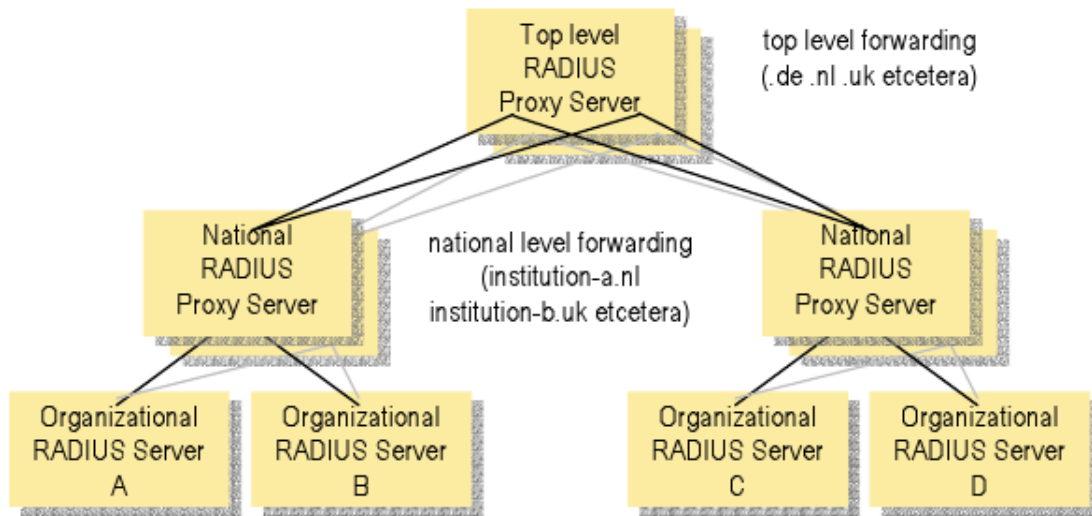 Top level
RADIUS
Proxy Server
top level forwarding
(.de .nl .uk etcetera)
National
RADIUS
Proxy Server
national level forwarding
(institution-a.nl
institution-b.uk etcetera)
National
RADIUS
Proxy Server
Organizational
RADIUS Server
A
Organizational
RADIUS Server
B
Organizational
RADIUS Server
C
Organizational
RADIUS Server
D